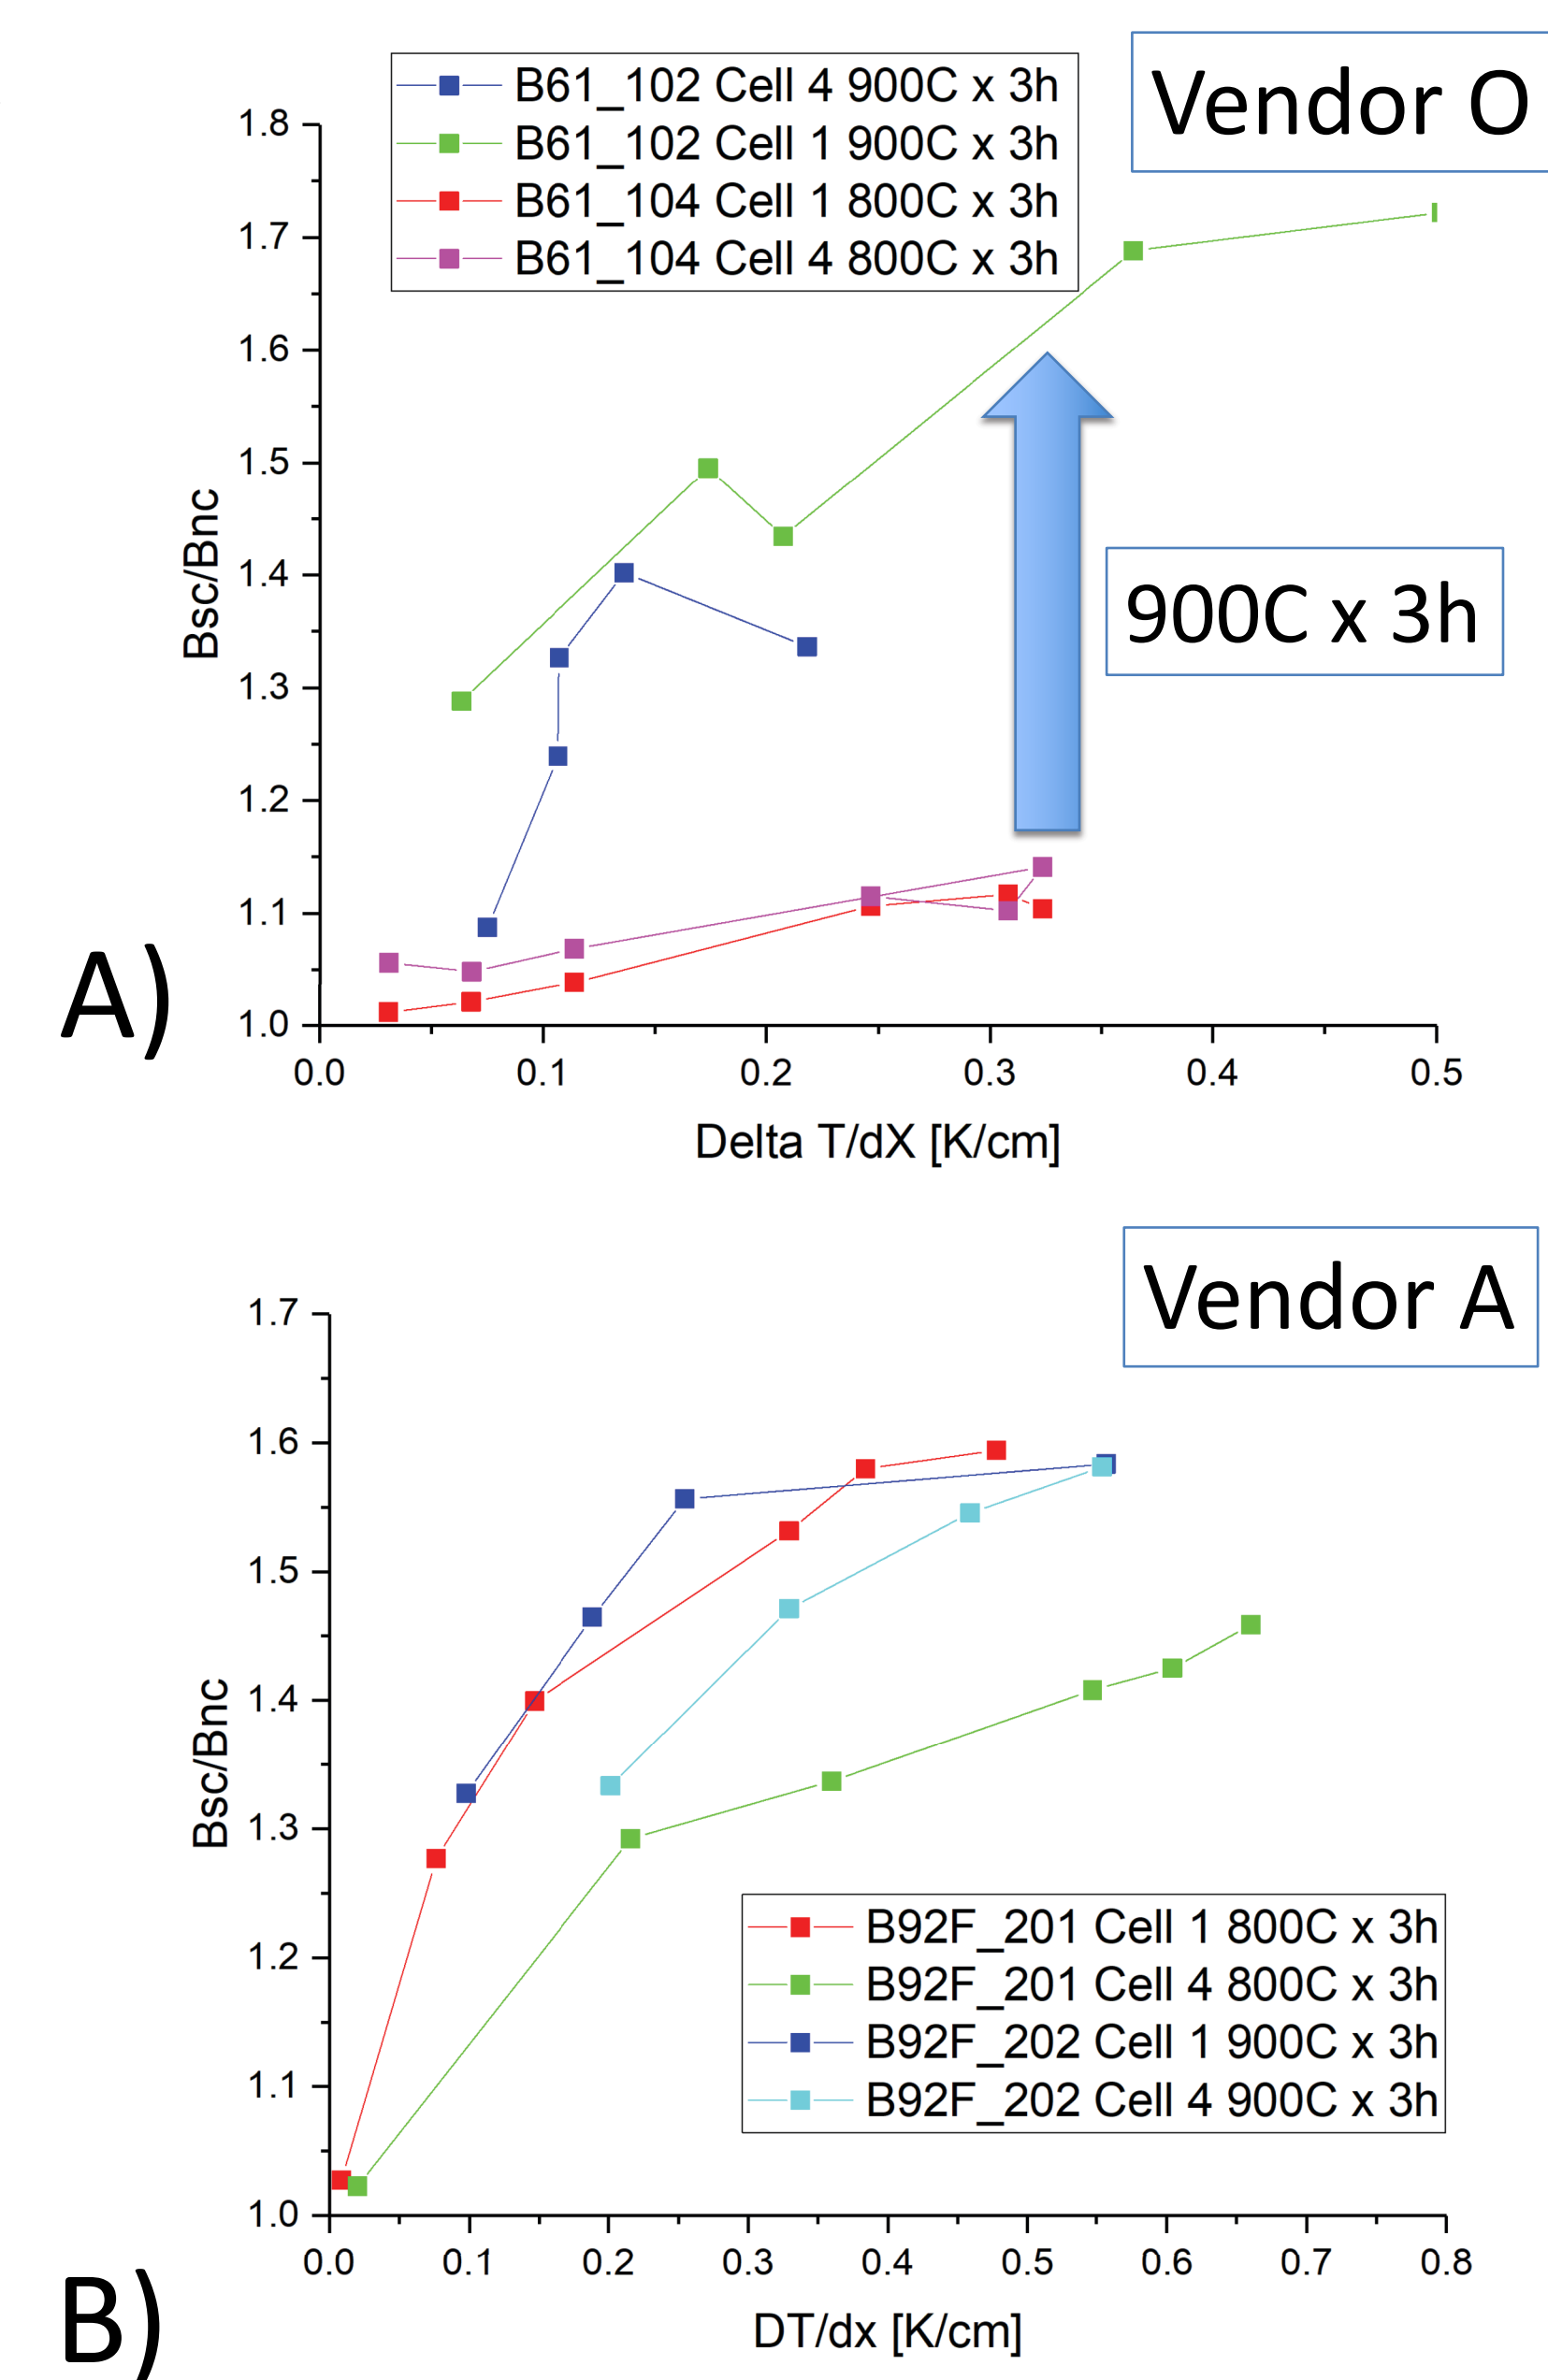 Vendor O
B61_102 Cell 4 900C x 3h
B61_102 Cell 1 900C x 3h
B61_104 Cell 1 800C x 3h
B61_104 Cell 4 800C x 3h
1.8
1.7
1.6
1.5
1.4
1.3
1.2
1.1
1.0
Bsc/Bnc
900C x 3h
A)
0.0 0.1 0.2 0.3 0.4 0.5
Delta T/dX [K/cm]
Vendor A
1.7
1.6
1.5
1.4
1.3
1.2
1.1
1.0
Bsc/Bnc
B92F_201 Cell 1 800C x 3h
B92F_201 Cell 4 800C x 3h
B92F_202 Cell 1 900C x 3h
B92F_202 Cell 4 900C x 3h
0.0 0.1 0.2 0.3 0.4 0.5 0.6 0.7 0.8
B)
DT/dx [K/cm]